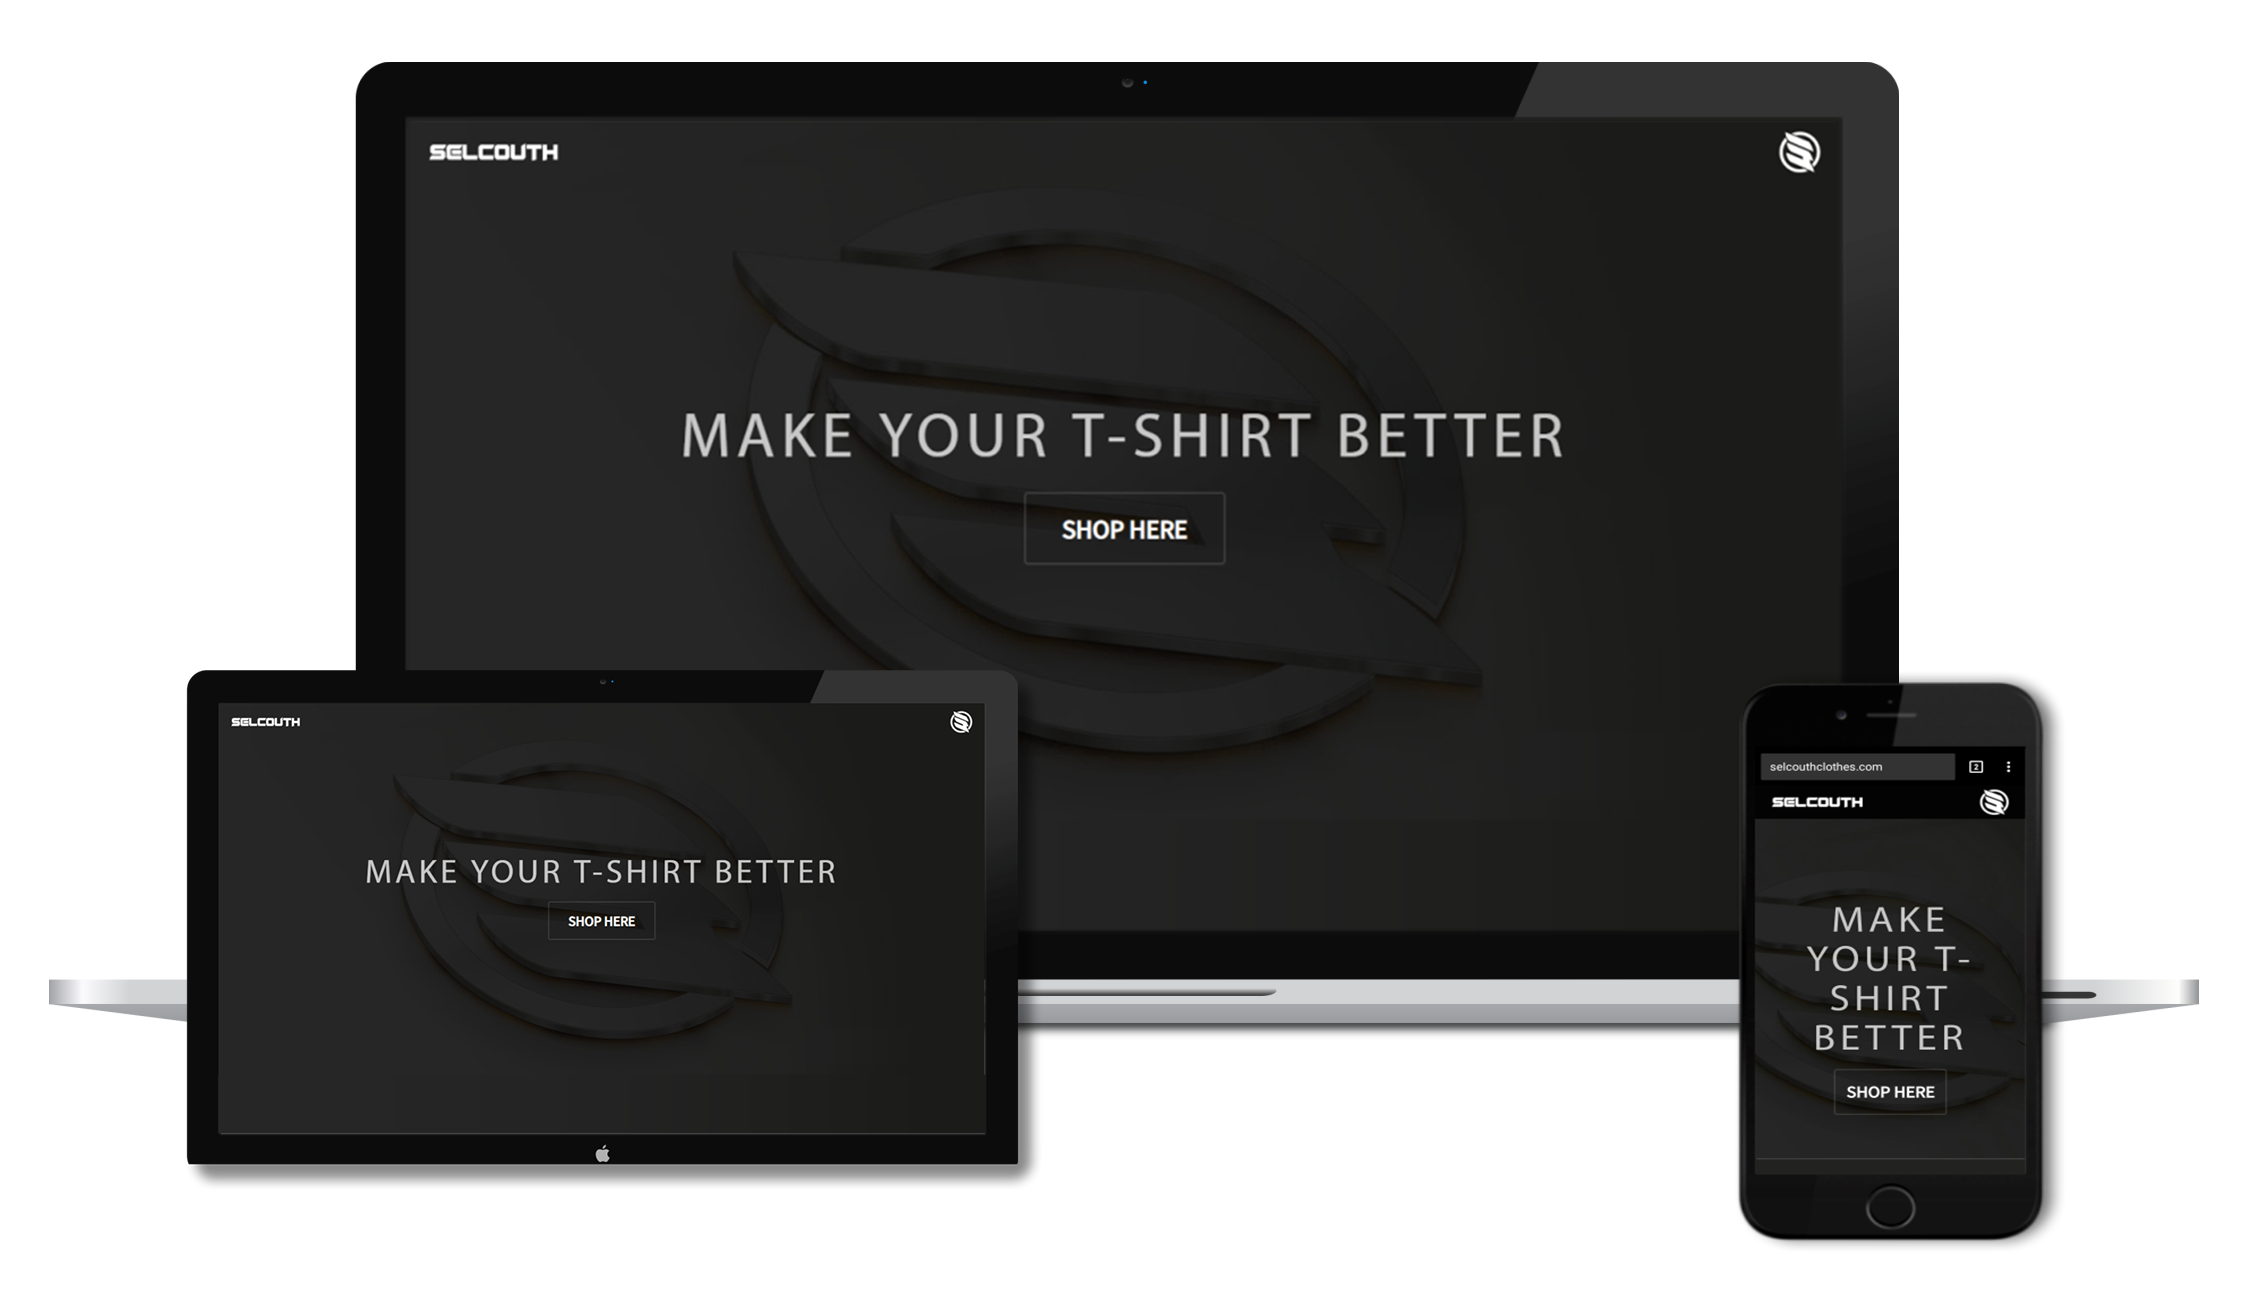 SELCOUTH
MAKE YOUR T-SHIRT BETTER
SHOP HERE
SELCOUTH
MAKE YOUR T-SHIRT BETTER
SHOP HERE
selcouthclothes.com
2
SELCOUTH
MAKE
YOUR T-
SHIRT
BETTER
SHOP HERE